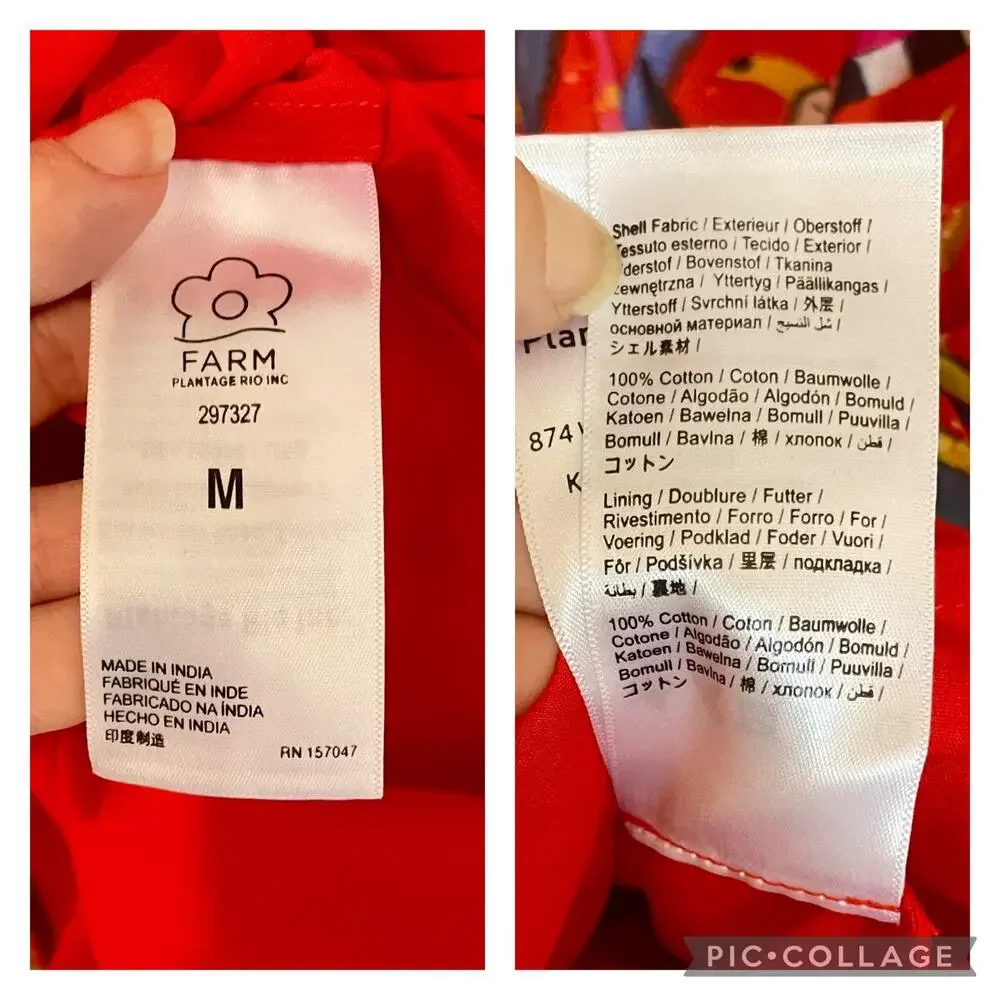 FARM
PLANTAGE RIO INC
297327
M
MADE IN INDIA
FABRIQUÉ EN INDE
FABRICADO NA ÍNDIA
HECHO EN INDIA
印度制造
RN 157047
Shell Fabric / Exterieur / Oberstoff /
Tessuto esterno / Tecido / Exterior /
derstof / Bovenstof / Tkanina
zewnętrzna / Yttertyg / Päällikangas /
Ytterstoff / Svrchní látka / 外层 /
основной материал /
シェル素材 /
100% Cotton / Coton / Baumwolle /
Cotone / Algodão / Algodón / Bomuld /
Katoen / Bawełna / Bomull / Puuvilla /
Bomull / Bavlna / 棉 / хлопок / قطن /
コットン
Lining / Doublure / Futter /
Rivestimento / Forro / Forro / For /
Voering / Podkład / Foder / Vuori /
Fôr / Podšívka / 里层 / подкладка /
بطانة / 裏地 /
100% Cotton / Coton / Baumwolle /
Cotone / Algodão / Algodón / Bomuld /
Katoen / Bawełna / Bomull / Puuvilla /
Bomull / Bavlna / 棉 / хлопок / قطن /
コットン
Plan
874
K
PIC•COLLAGE